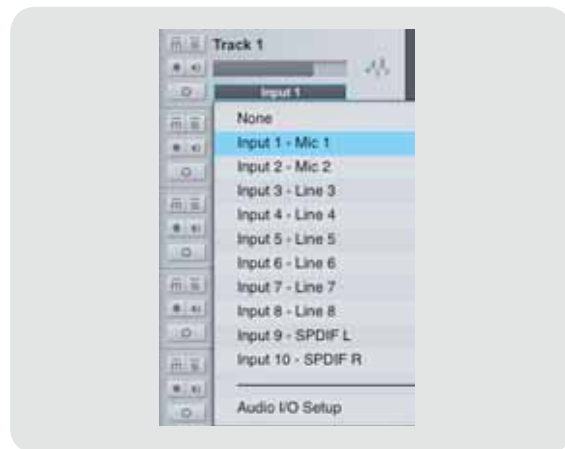 Track 1
Input 1
None
Input 1 - Mic 1
Input 2 - Mic 2
Input 3 - Line 3
Input 4 - Line 4
Input 5 - Line 5
Input 6 - Line 6
Input 7 - Line 7
Input 8 - Line 8
Input 9 - SPDIF L
Input 10 - SPDIF R
Audio I/O Setup